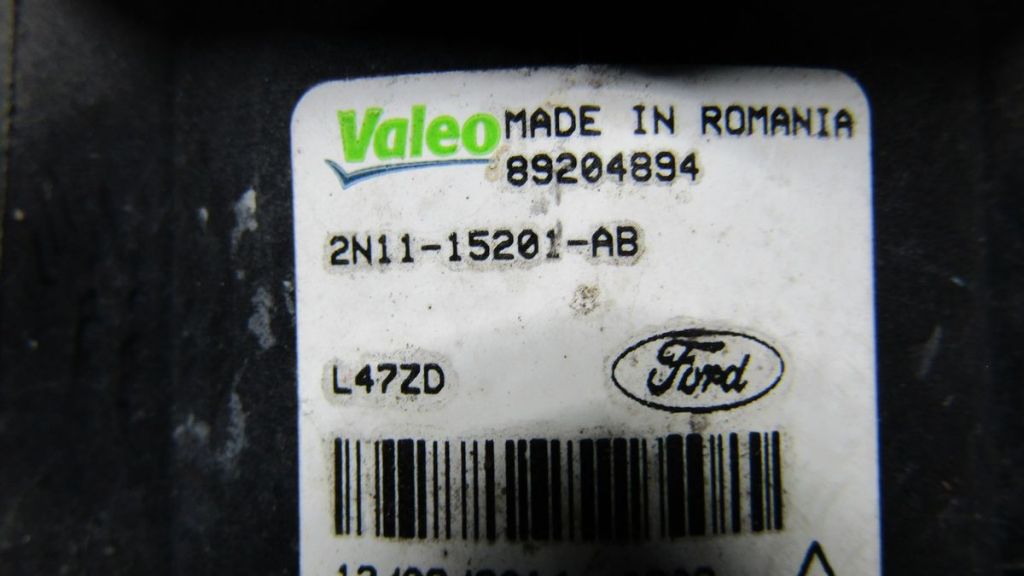 Valeo MADE IN ROMANIA
89204894
2N11-15201-AB
L47ZD Ford